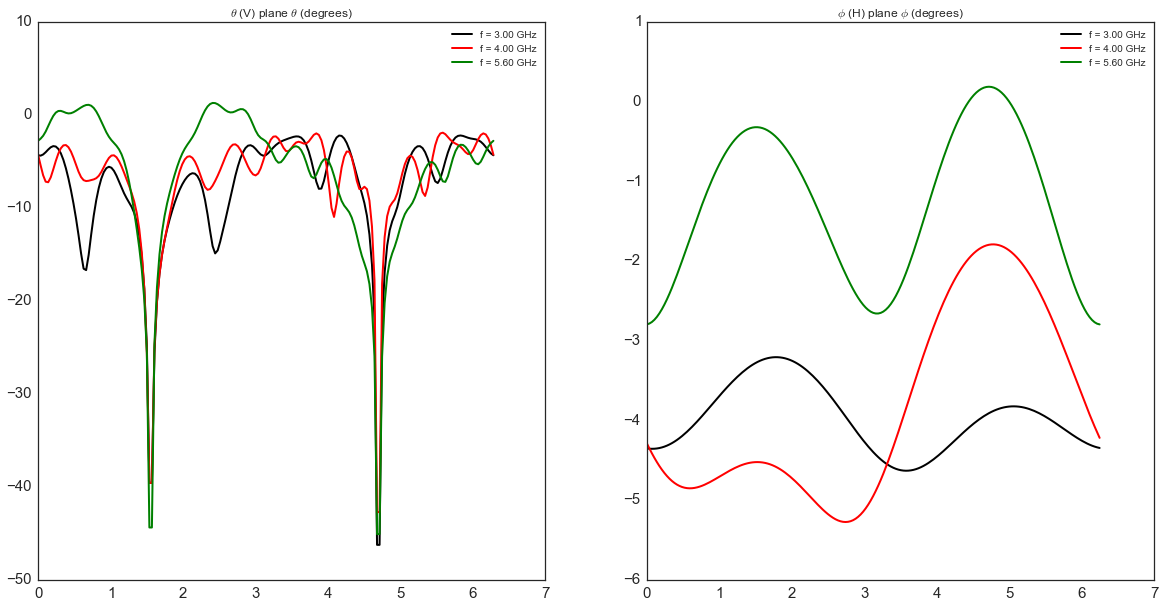 θ (V) plane θ (degrees)
10
0
−10
−20
−30
−40
−50
0 1 2 3 4 5 6 7
f = 3.00 GHz
f = 4.00 GHz
f = 5.60 GHz
ϕ (H) plane ϕ (degrees)
1
0
−1
−2
−3
−4
−5
−6
0 1 2 3 4 5 6 7
f = 3.00 GHz
f = 4.00 GHz
f = 5.60 GHz